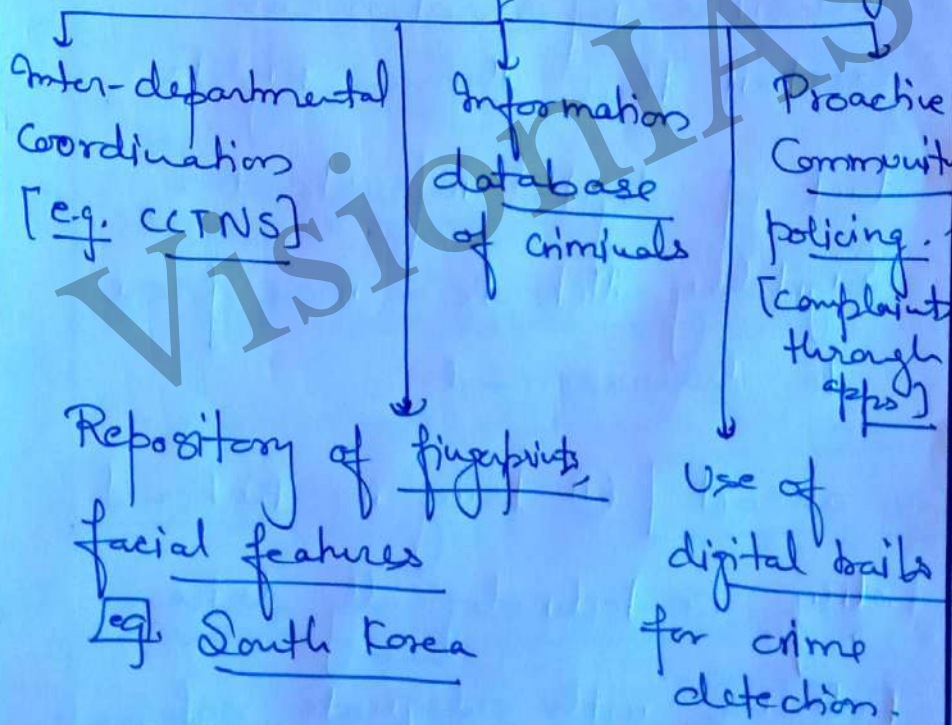 Inter-departmental
Coordination
[e.g. CCTNS]
Information
database
of criminals
Proactive
Communit
policing.
[complaint
through
apps]
Repository of fingerprints,
facial features
eg. South Korea
Use of
digital trails
for crime
detection.
VisionIAS